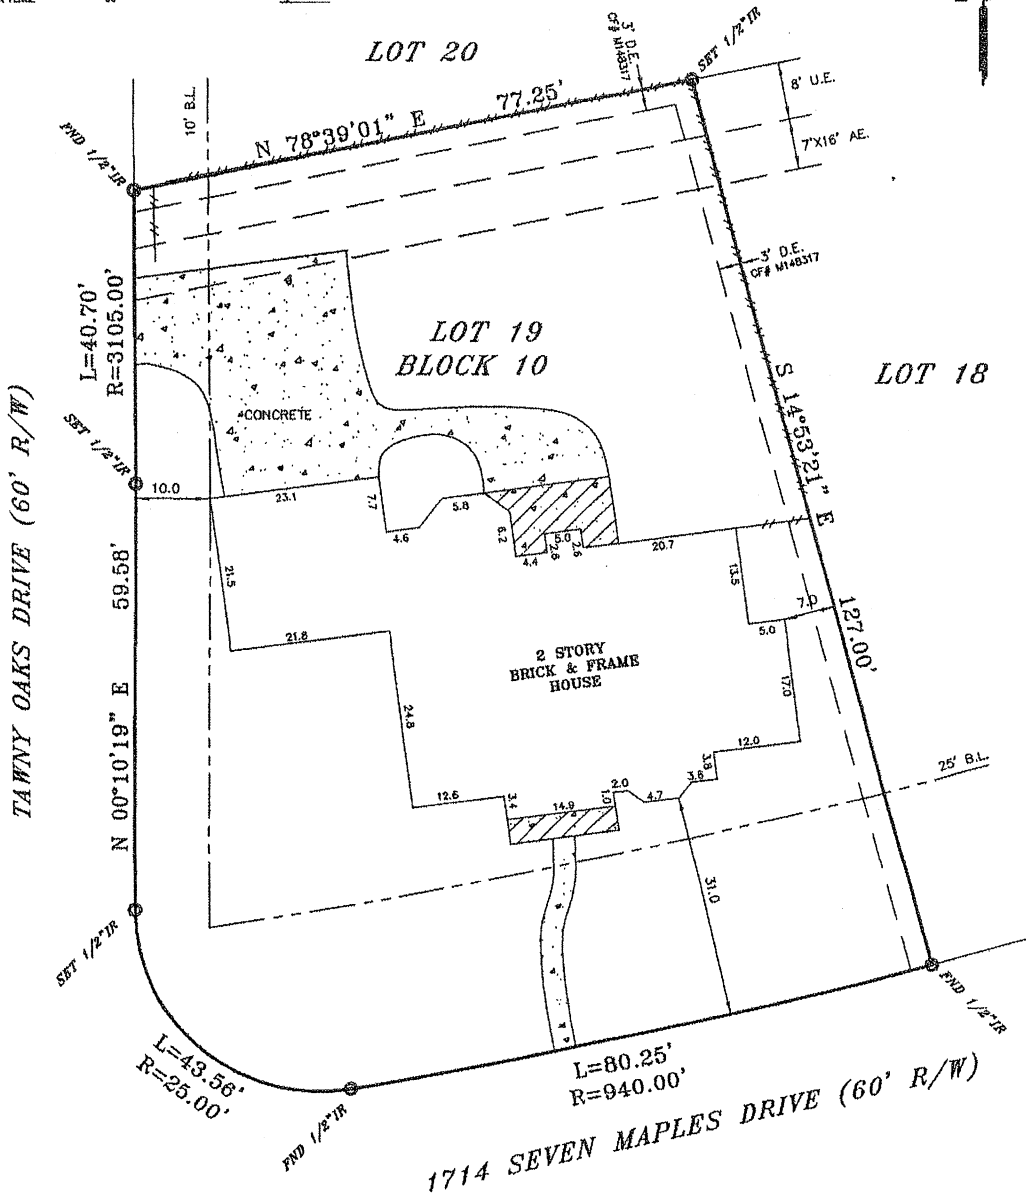 LOT 20
3' D.E.
CF# M148317
SET 1/2"IR
10' B.L.
N 78°39'01" E 77.25'
8' U.E.
7'X16' AE.
FND 1/2"IR
3' D.E.
CF# M148317
L=40.70'
R=3105.00'
LOT 19
BLOCK 10
LOT 18
CONCRETE
S 14°53'21" E 127.00'
SET 1/2"IR
10.0
23.1
7.7
4.6
5.8
6.2
4.4
2.6
5.0
2.6
20.7
13.5
7.0
5.0
17.0
21.5
21.8
2 STORY
BRICK & FRAME
HOUSE
TAWNY OAKS DRIVE (60' R/W)
N 00°10'19" E 59.58'
24.8
12.6
3.4
14.9
1.0
2.0
4.7
3.6
3.8
12.0
25' B.L.
31.0
SET 1/2"IR
FND 1/2"IR
L=43.56'
R=25.00'
L=80.25'
R=940.00'
FND 1/2"IR
1714 SEVEN MAPLES DRIVE (60' R/W)